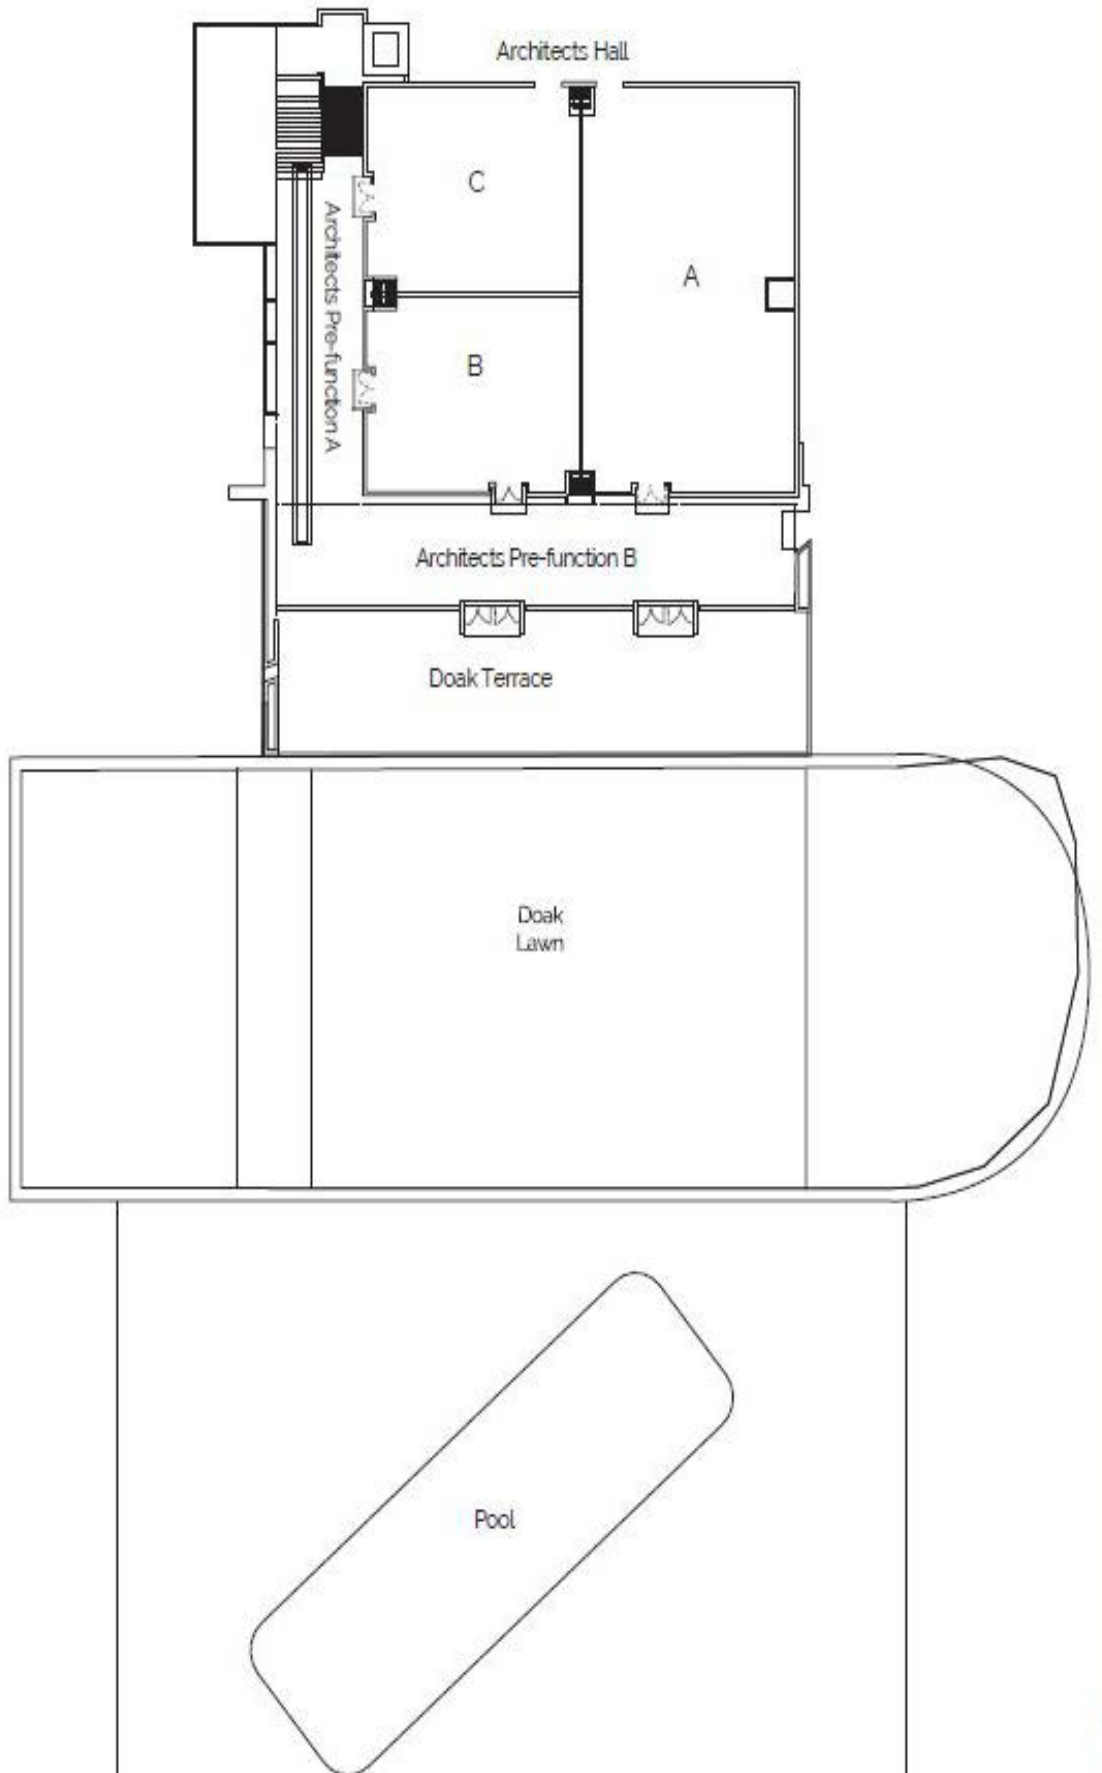 Architects Hall
C
A
Architects Pre-function A
B
Architects Pre-function B
Doak Terrace
Doak
Lawn
Pool